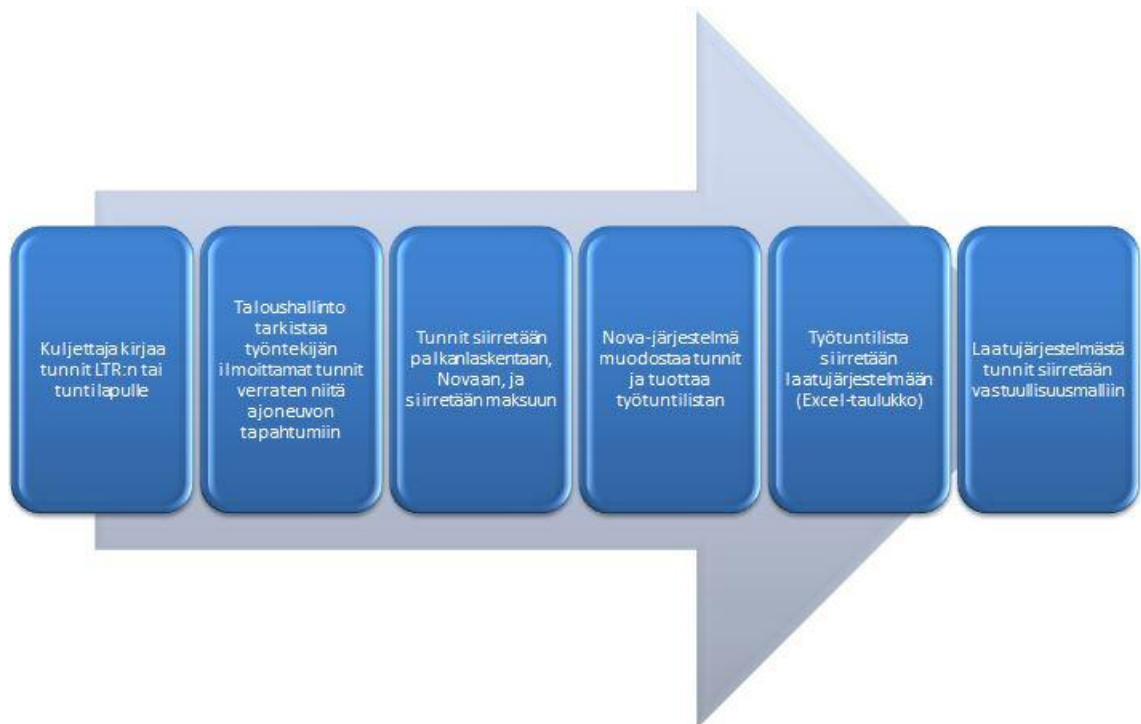 Kuljettaja kirjaa
tunnit LTR:n tai
tuntilapulle
Taloushallinto
tarkistaa
työntekijän
ilmoittamat tunnit
verraten niitä
ajoneuvon
tapahtumiin
Tunnit siirretään
palkanlaskentaan,
Novaan, ja
siirretään maksuun
Nova-järjestelmä
muodostaa tunnit
ja tuottaa
työtuntilistan
Työtuntilista
siirretään
laatujärjestelmään
(Excel-taulukko)
Laatujärjestelmästä
tunnit siirretään
vastuullisuusmalliin